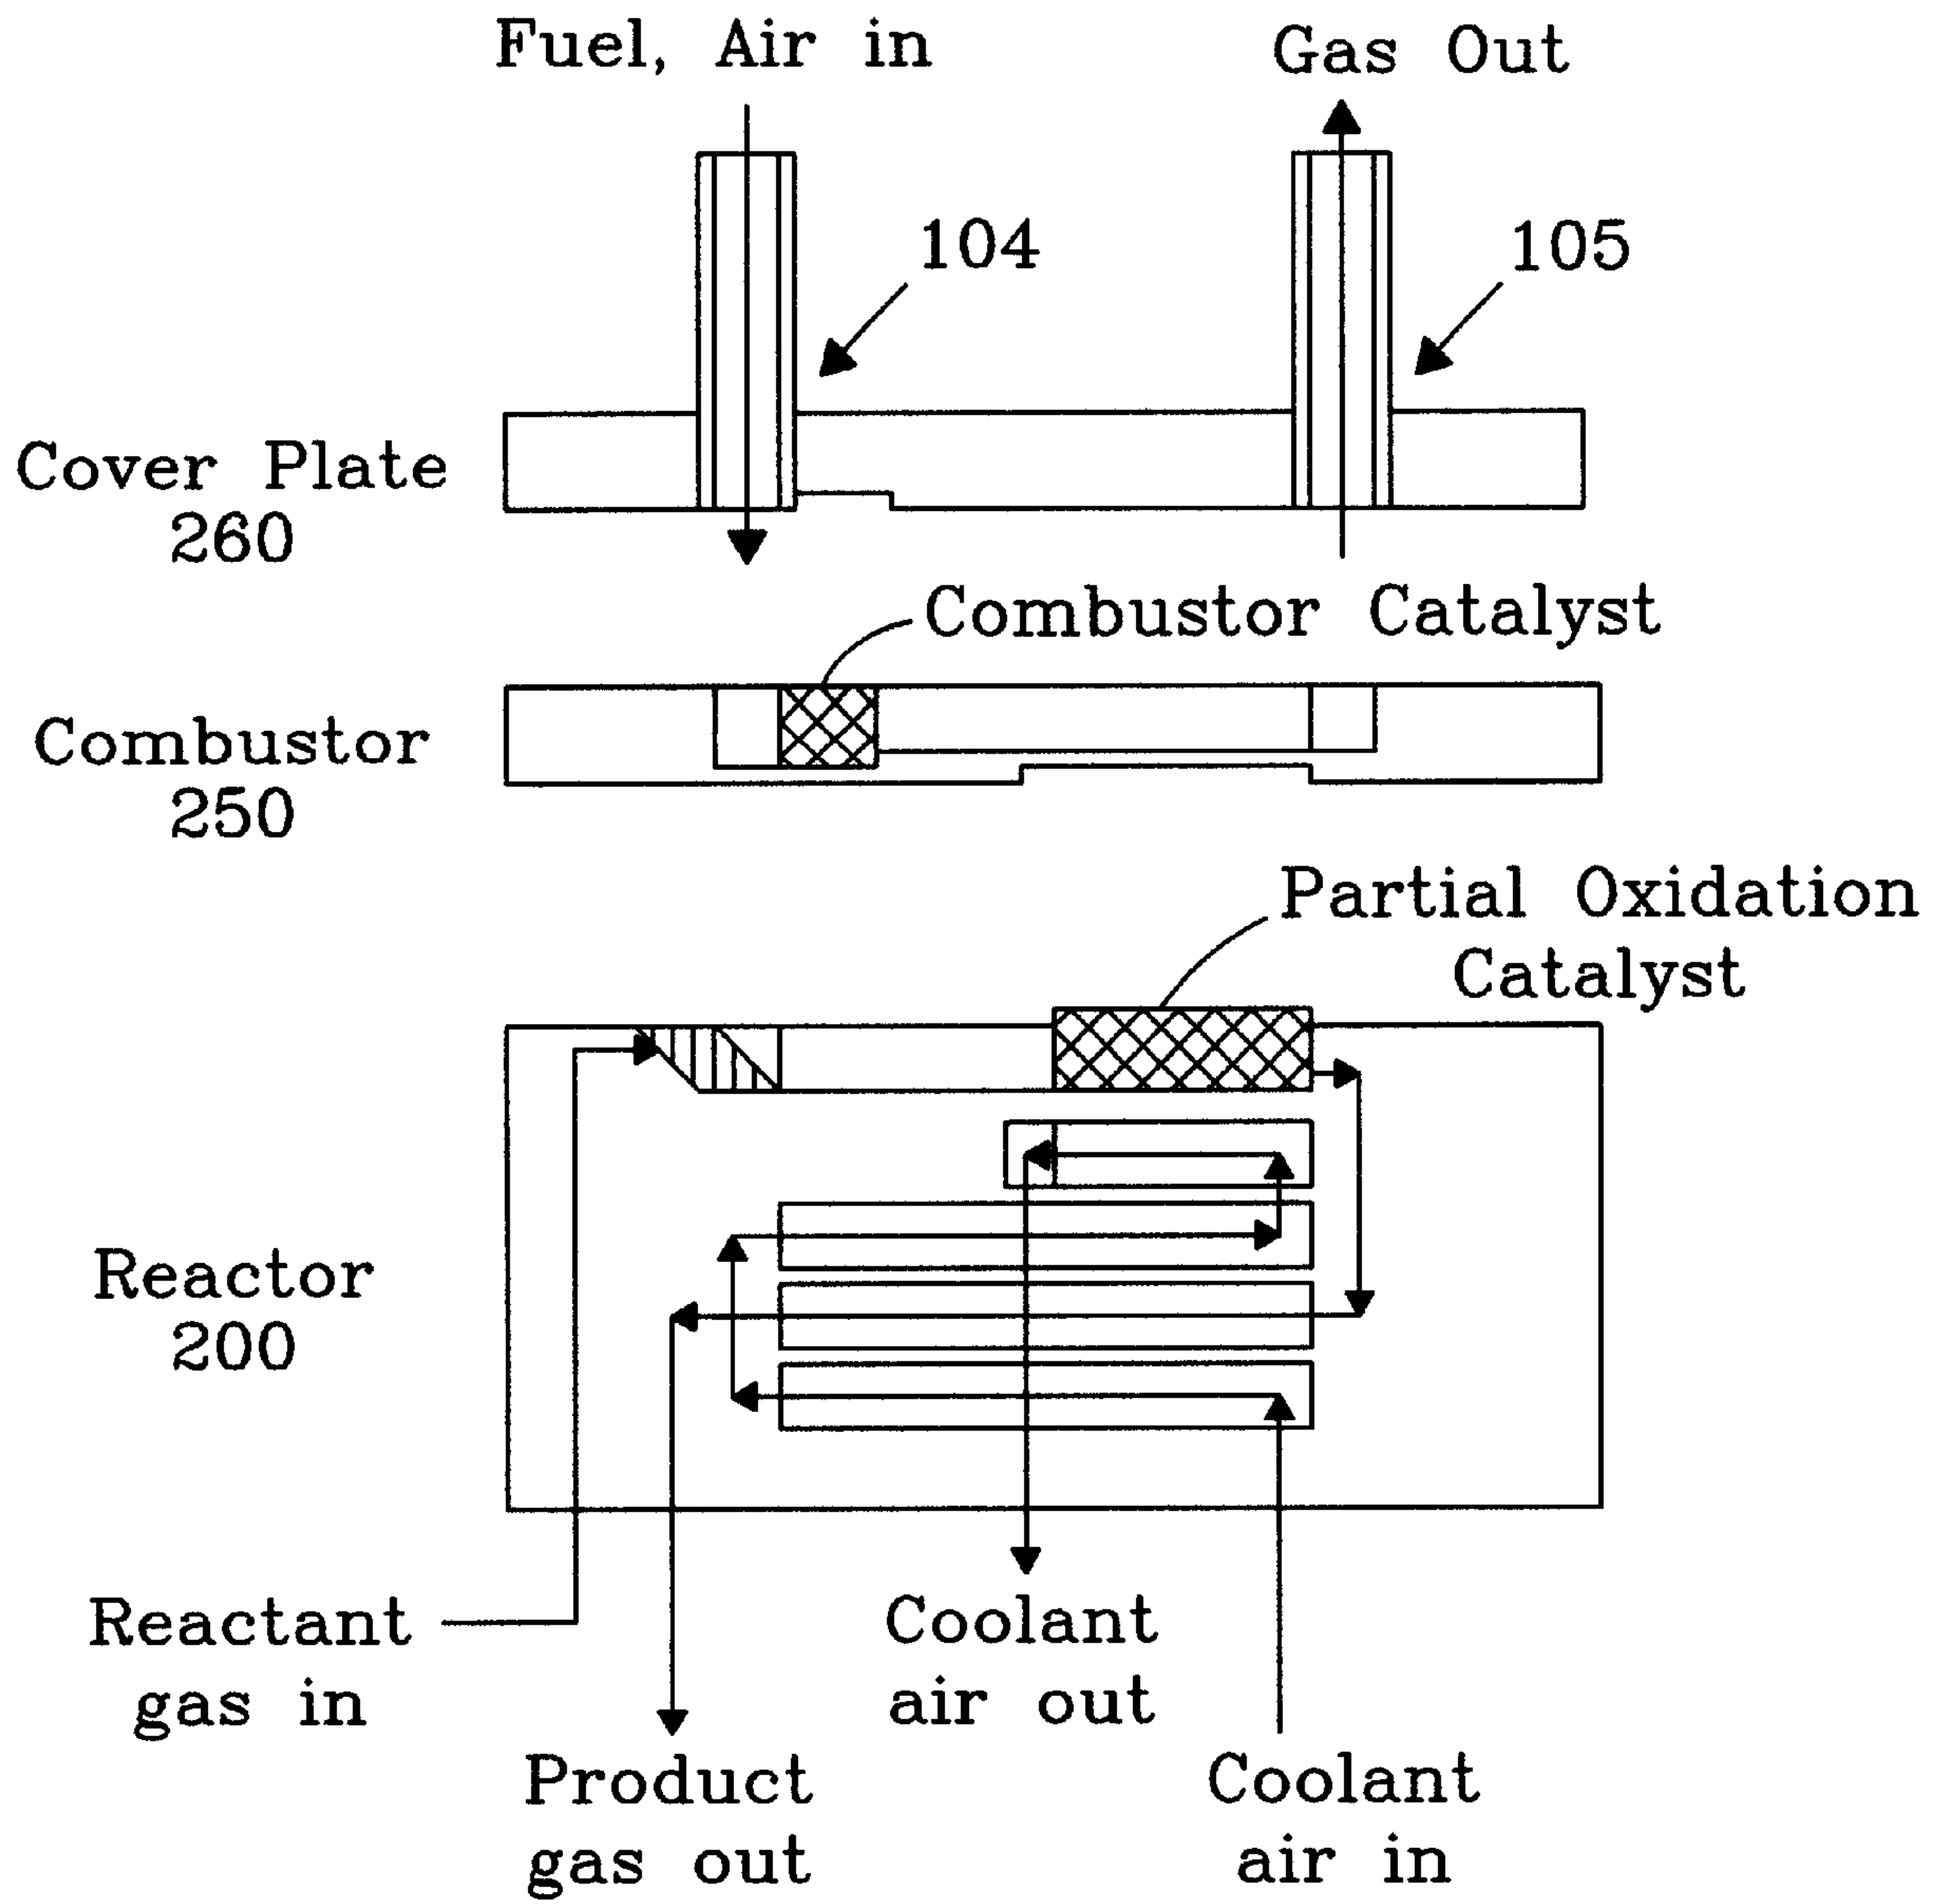 Fuel, Air in
Gas Out
104
105
Cover Plate
260
Combustor Catalyst
Combustor
250
Partial Oxidation
Catalyst
Reactor
200
Reactant
gas in
Coolant
air out
Product
gas out
Coolant
air in